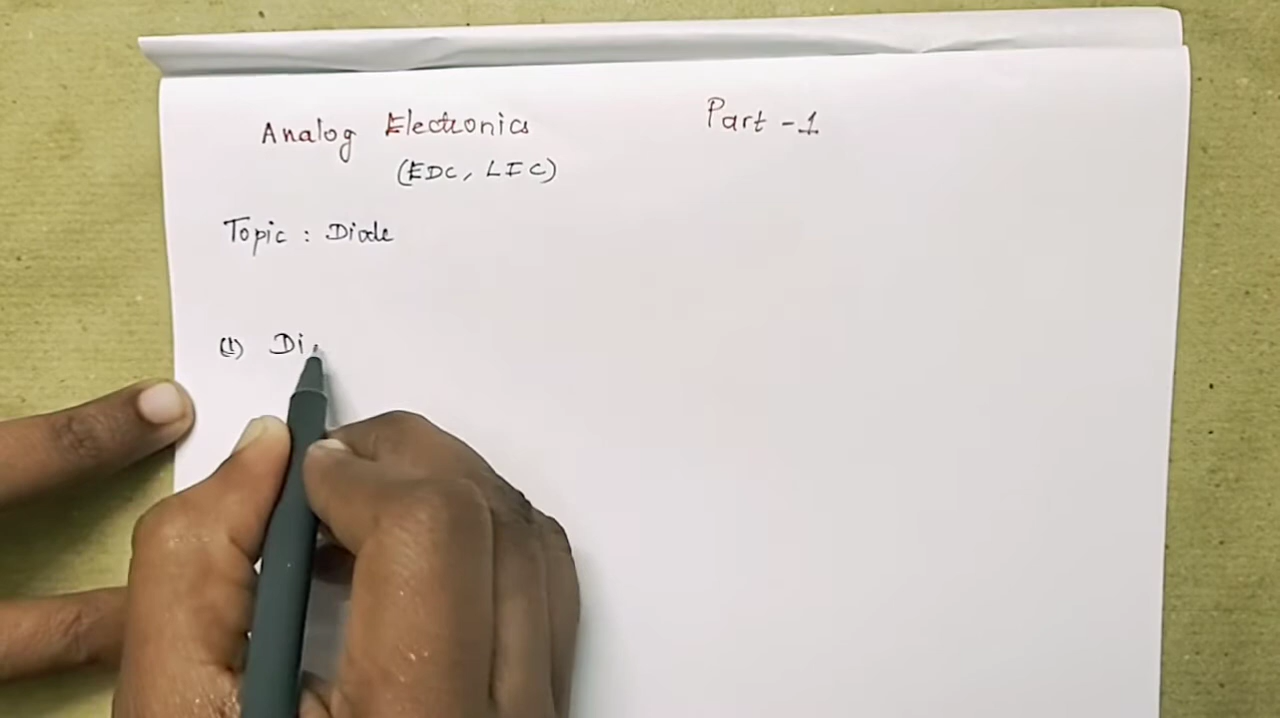 Analog Electronics Part - 1
(EDC, LIC)
Topic : Diode
(1) Di